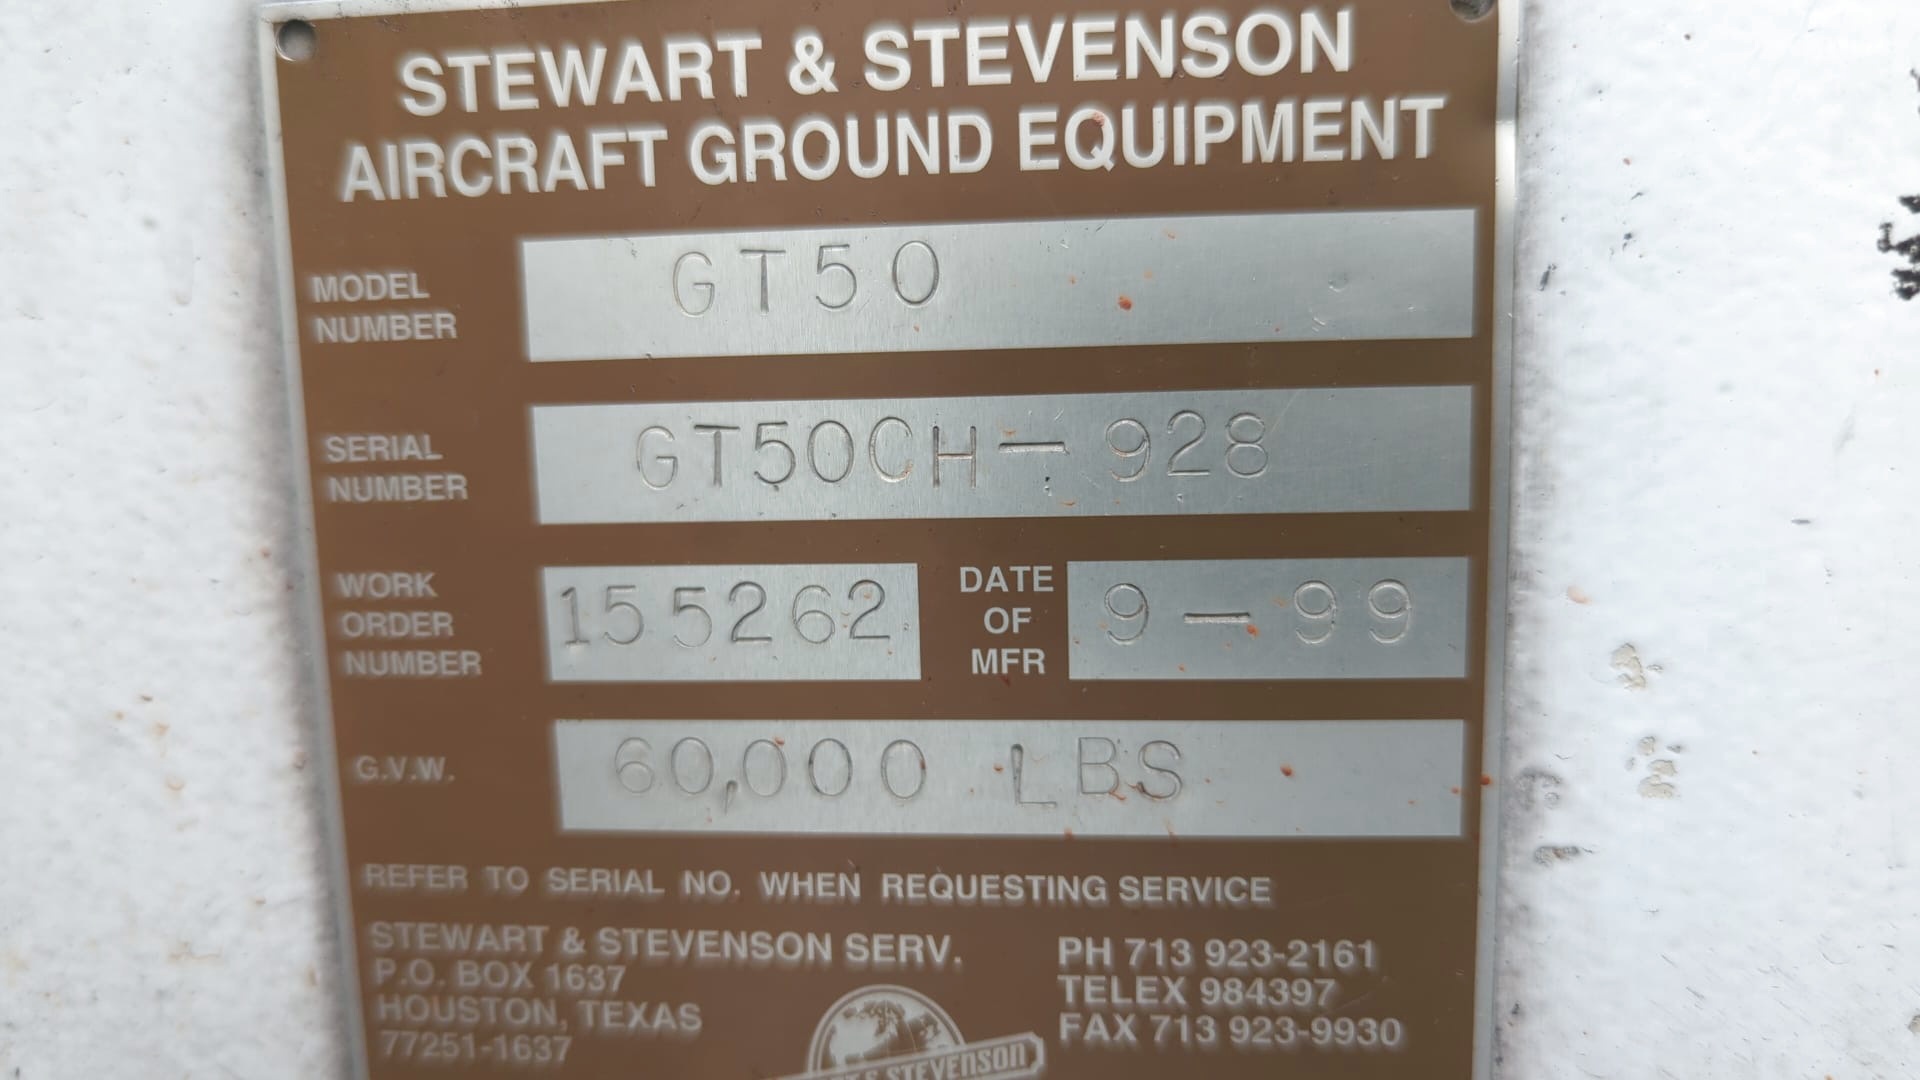 STEWART & STEVENSON
AIRCRAFT GROUND EQUIPMENT
MODEL
NUMBER
GT50
SERIAL
NUMBER
GT50CH-928
WORK
ORDER
NUMBER
155262
DATE
OF
MFR
9-99
G.V.W.
60,000 LBS
REFER TO SERIAL NO. WHEN REQUESTING SERVICE
STEWART & STEVENSON SERV.
P.O. BOX 1637
HOUSTON, TEXAS
77251-1637
PH 713 923-2161
TELEX 984397
FAX 713 923-9930
& STEVENSON